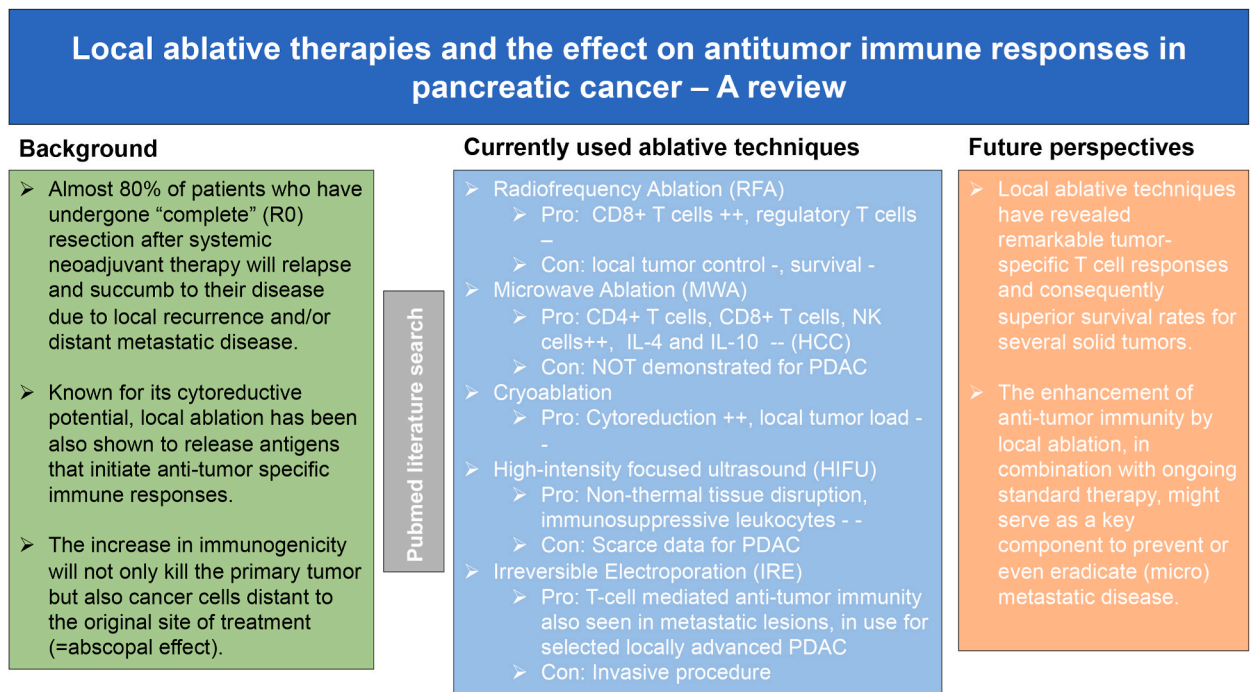 Local ablative therapies and the effect on antitumor immune responses in
pancreatic cancer – A review
Background
➢ Almost 80% of patients who have
undergone “complete” (R0)
resection after systemic
neoadjuvant therapy will relapse
and succumb to their disease
due to local recurrence and/or
distant metastatic disease.
➢ Known for its cytoreductive
potential, local ablation has been
also shown to release antigens
that initiate anti-tumor specific
immune responses.
➢ The increase in immunogenicity
will not only kill the primary tumor
but also cancer cells distant to
the original site of treatment
(=abscopal effect).
Pubmed literature search
Currently used ablative techniques
➢ Radiofrequency Ablation (RFA)
➢ Pro: CD8+ T cells ++, regulatory T cells
–
➢ Con: local tumor control -, survival -
➢ Microwave Ablation (MWA)
➢ Pro: CD4+ T cells, CD8+ T cells, NK
cells++, IL-4 and IL-10 -- (HCC)
➢ Con: NOT demonstrated for PDAC
➢ Cryoablation
➢ Pro: Cytoreduction ++, local tumor load -
-
➢ High-intensity focused ultrasound (HIFU)
➢ Pro: Non-thermal tissue disruption,
immunosuppressive leukocytes - -
➢ Con: Scarce data for PDAC
➢ Irreversible Electroporation (IRE)
➢ Pro: T-cell mediated anti-tumor immunity
also seen in metastatic lesions, in use for
selected locally advanced PDAC
➢ Con: Invasive procedure
Future perspectives
➢ Local ablative techniques
have revealed
remarkable tumor-
specific T cell responses
and consequently
superior survival rates for
several solid tumors.
➢ The enhancement of
anti-tumor immunity by
local ablation, in
combination with ongoing
standard therapy, might
serve as a key
component to prevent or
even eradicate (micro)
metastatic disease.